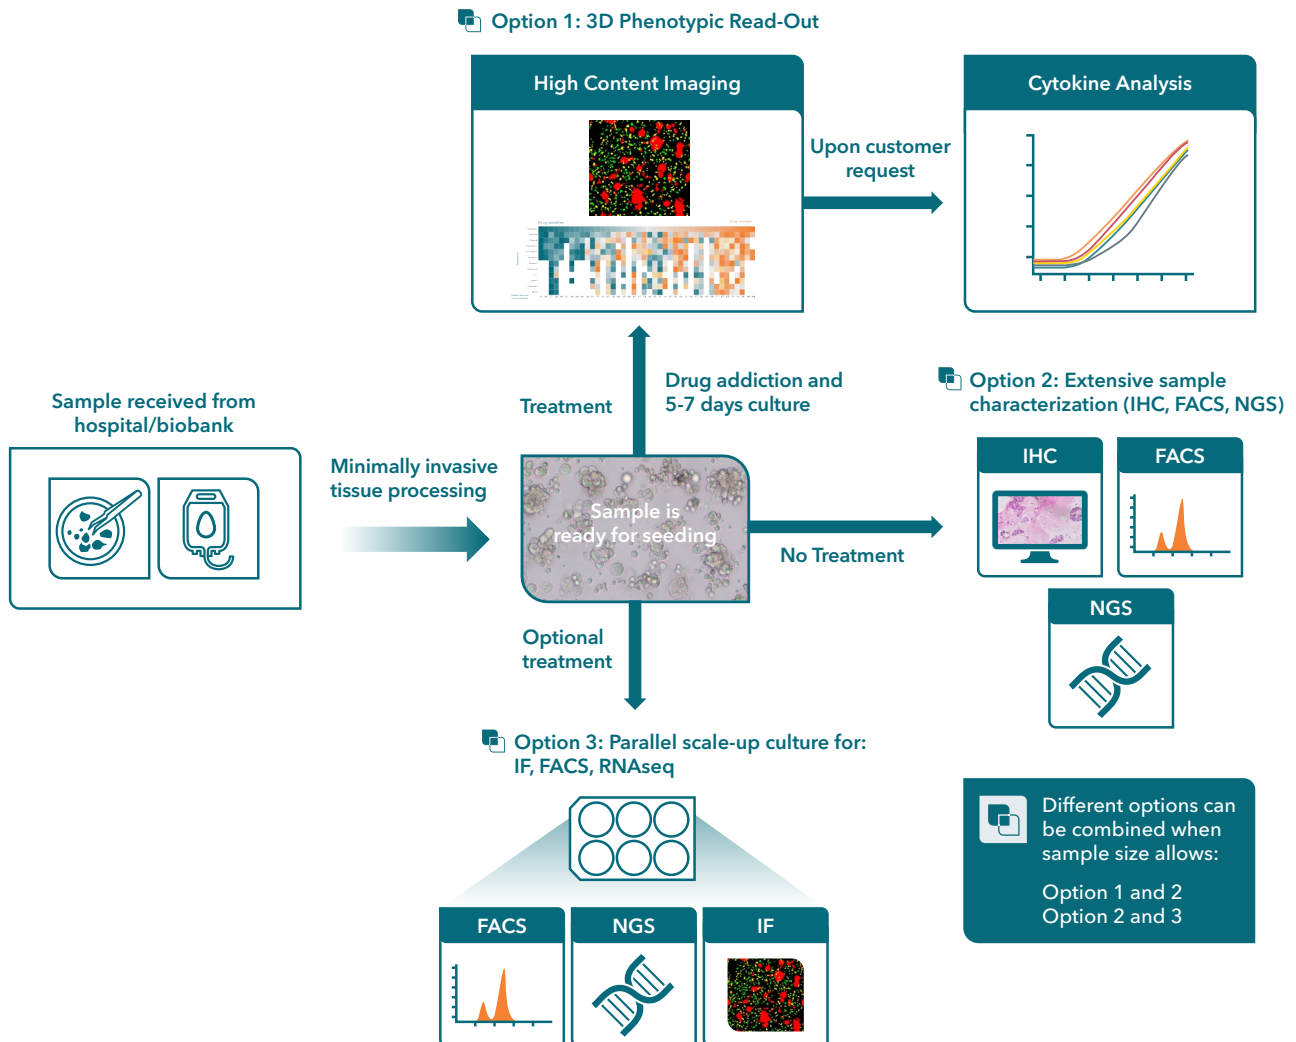 Option 1: 3D Phenotypic Read-Out
High Content Imaging
Cytokine Analysis
Upon customer
request
Treatment
Drug addiction and
5-7 days culture
Sample received from
hospital/biobank
Minimally invasive
tissue processing
Sample is
ready for seeding
No Treatment
Option 2: Extensive sample
characterization (IHC, FACS, NGS)
IHC
FACS
NGS
Optional
treatment
Option 3: Parallel scale-up culture for:
IF, FACS, RNAseq
FACS
NGS
IF
Different options can
be combined when
sample size allows:
Option 1 and 2
Option 2 and 3